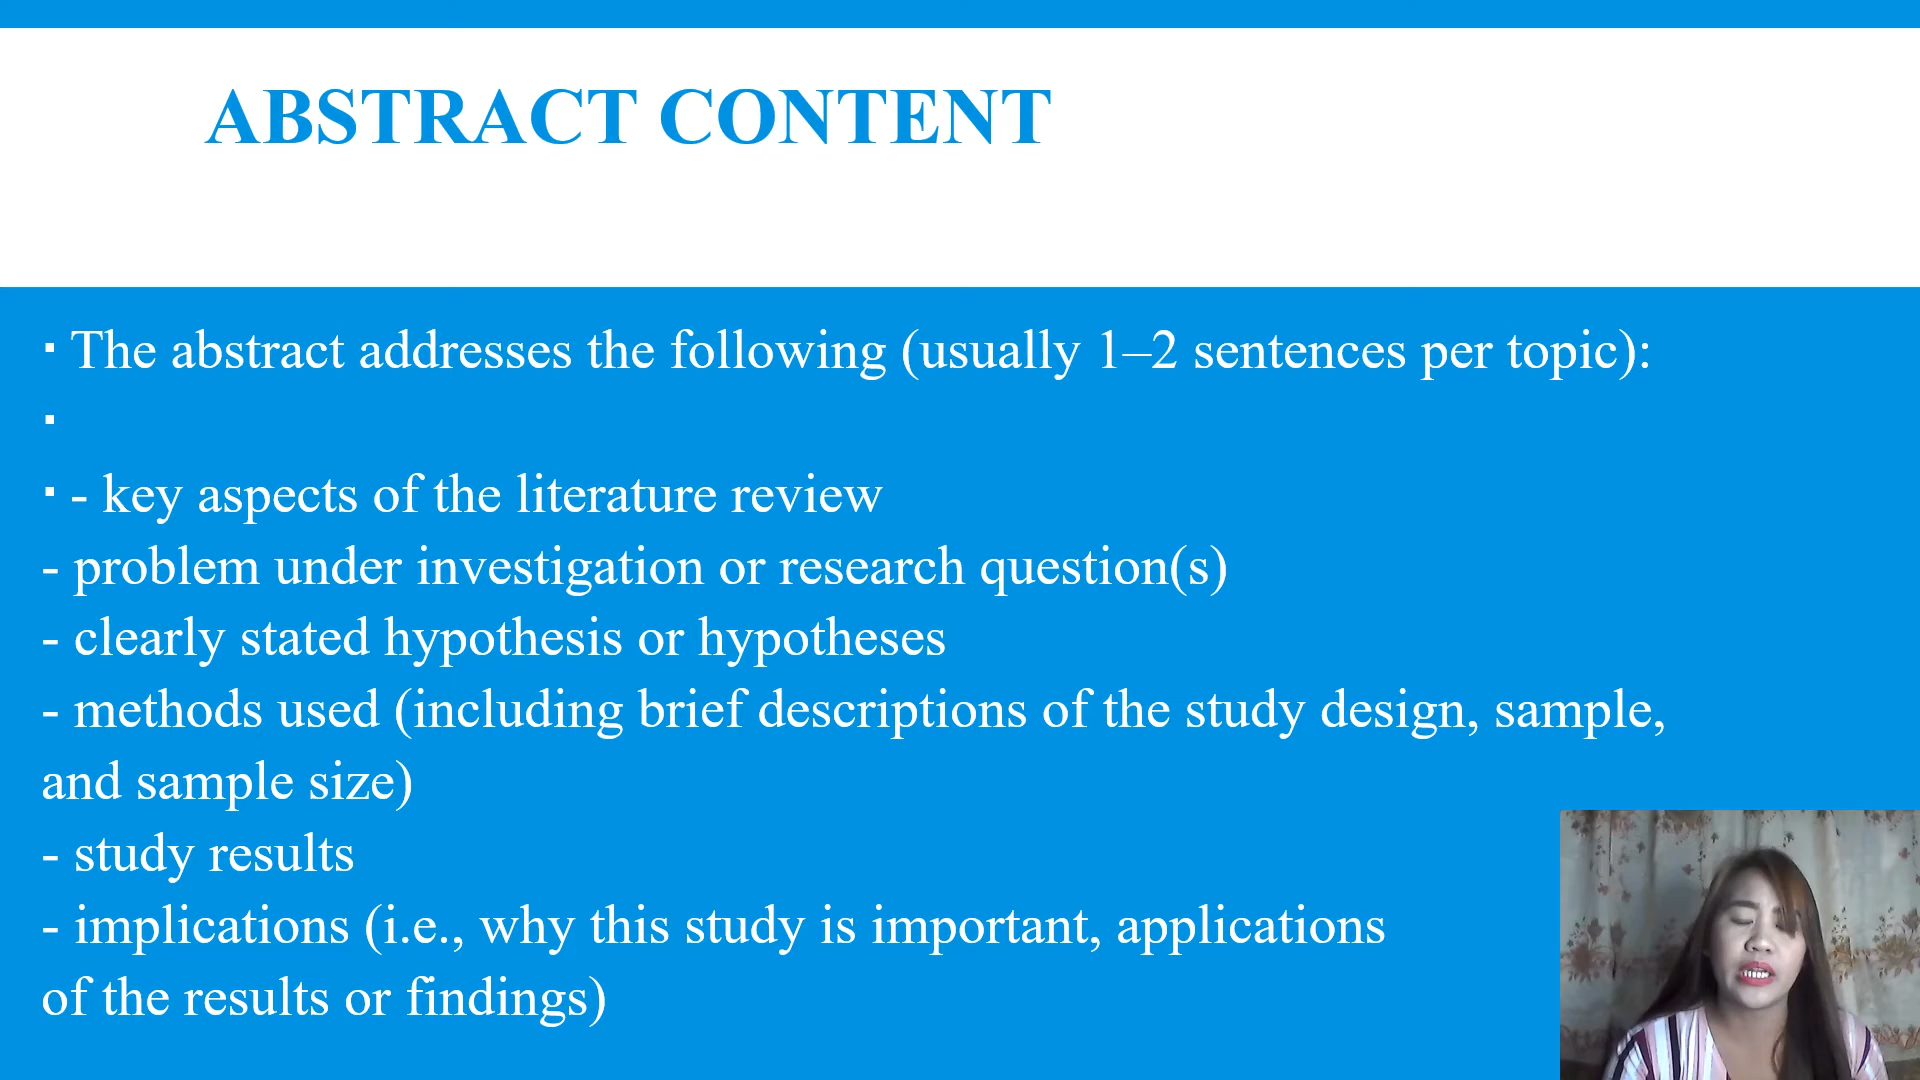 ABSTRACT CONTENT
▪ The abstract addresses the following (usually 1–2 sentences per topic):
▪
▪ - key aspects of the literature review
- problem under investigation or research question(s)
- clearly stated hypothesis or hypotheses
- methods used (including brief descriptions of the study design, sample,
and sample size)
- study results
- implications (i.e., why this study is important, applications
of the results or findings)